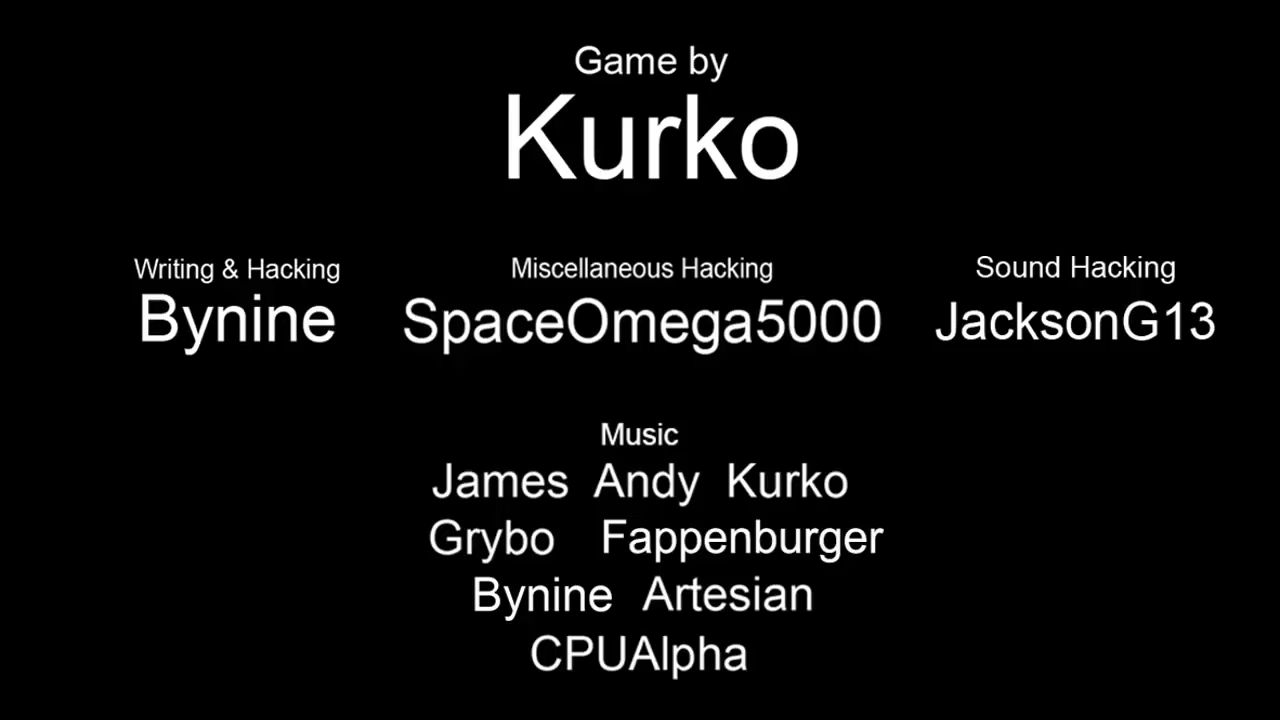 Game by
Kurko
Writing & Hacking
Bynine
Miscellaneous Hacking
SpaceOmega5000
Sound Hacking
JacksonG13
Music
James Andy Kurko
Grybo Fappenburger
Bynine Artesian
CPUAlpha